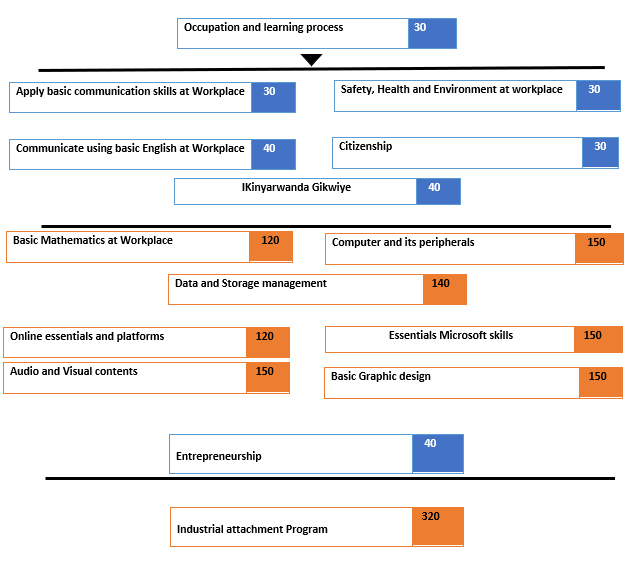 Occupation and learning process 30
Apply basic communication skills at Workplace 30
Safety, Health and Environment at workplace 30
Communicate using basic English at Workplace 40
Citizenship 30
IKinyarwanda Gikwiye 40
Basic Mathematics at Workplace 120
Computer and its peripherals 150
Data and Storage management 140
Online essentials and platforms 120
Essentials Microsoft skills 150
Audio and Visual contents 150
Basic Graphic design 150
Entrepreneurship 40
Industrial attachment Program 320